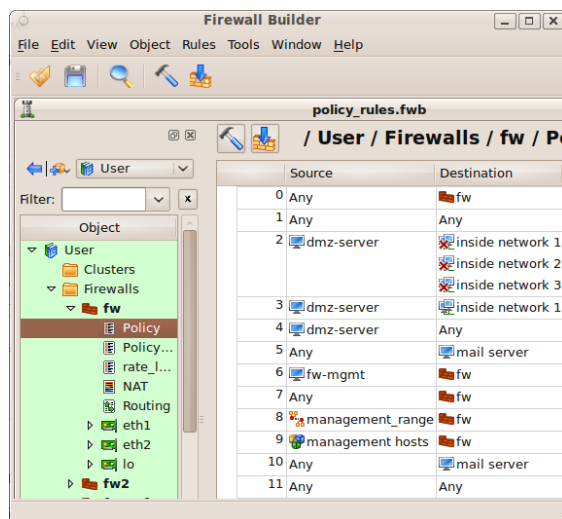 Firewall Builder
File Edit View Object Rules Tools Window Help
policy_rules.fwb
/ User / Firewalls / fw / Po
User
Filter:
x
Object
User
Clusters
Firewalls
fw
Policy
Policy...
rate_l...
NAT
Routing
eth1
eth2
lo
fw2
Source Destination
0 Any fw
1 Any Any
2 dmz-server inside network 1
inside network 2
inside network 3
3 dmz-server inside network 1
4 dmz-server Any
5 Any mail server
6 fw-mgmt fw
7 Any fw
8 management_range fw
9 management hosts fw
10 Any mail server
11 Any Any